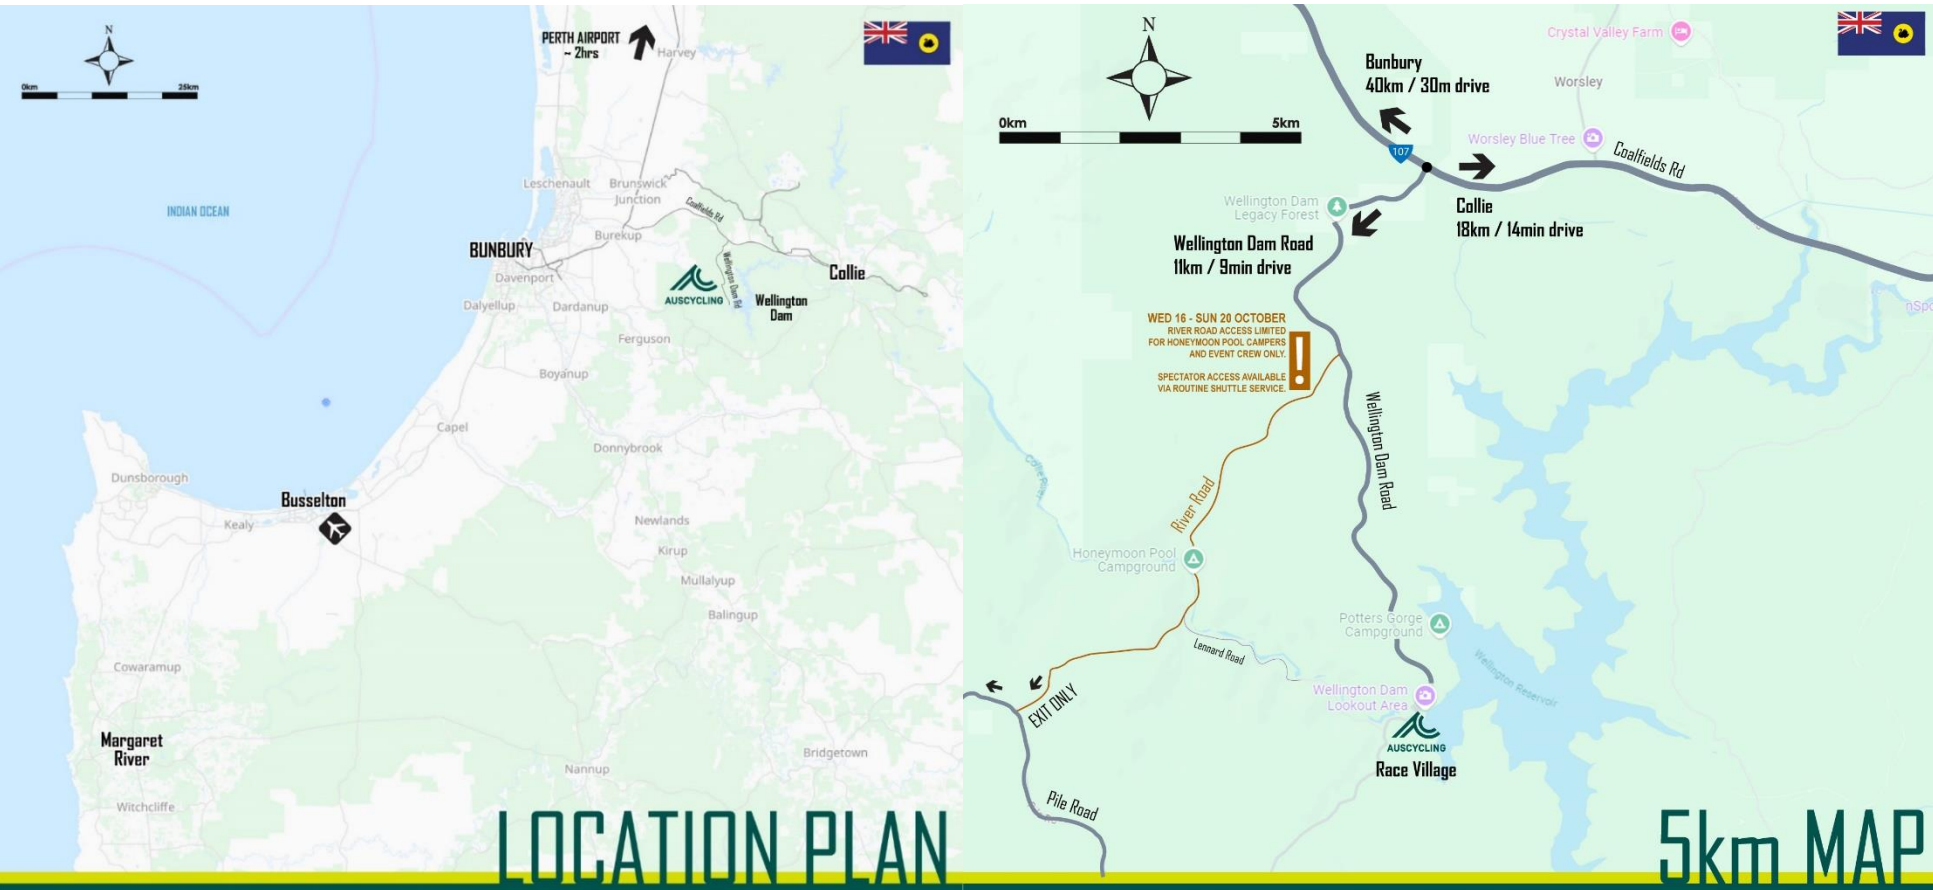 N
0km
25km
PERTH AIRPORT
~ 2hrs
Harvey
INDIAN OCEAN
Leschenault
Brunswick
Junction
Coalfields Rd
BUNBURY
Burekup
Davenport
Dalyellup
Dardanup
AUSCYCLING
Wellington Dam Rd
Wellington
Dam
Collie
Ferguson
Boyanup
Capel
Donnybrook
Dunsborough
Busselton
Kealy
Newlands
Kirup
Mullalyup
Balingup
Cowaramup
Margaret
River
Witchcliffe
Nannup
Bridgetown
LOCATION PLAN
N
0km
5km
Bunbury
40km / 30m drive
107
Crystal Valley Farm
Worsley
Worsley Blue Tree
Coalfields Rd
Collie
18km / 14min drive
Wellington Dam
Legacy Forest
Wellington Dam Road
11km / 9min drive
WED 16 - SUN 20 OCTOBER
RIVER ROAD ACCESS LIMITED
FOR HONEYMOON POOL CAMPERS
AND EVENT CREW ONLY.
SPECTATOR ACCESS AVAILABLE
VIA ROUTINE SHUTTLE SERVICE.
!
Wellington Dam Road
River Road
Honeymoon Pool
Campground
Potters Gorge
Campground
Lennard Road
Wellington Reservoir
Wellington Dam
Lookout Area
AUSCYCLING
Race Village
EXIT ONLY
Pile Road
5km MAP